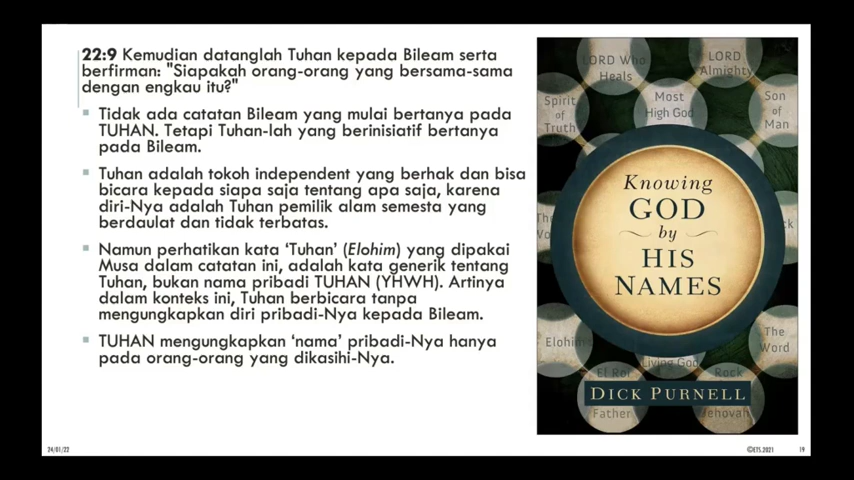 22:9 Kemudian datanglah Tuhan kepada Bileam serta
berfirman: "Siapakah orang-orang yang bersama-sama
dengan engkau itu?"
Tidak ada catatan Bileam yang mulai bertanya pada
TUHAN. Tetapi Tuhan-lah yang berinisiatif bertanya
pada Bileam.
Tuhan adalah tokoh independent yang berhak dan bisa
bicara kepada siapa saja tentang apa saja, karena
diri-Nya adalah Tuhan pemilik alam semesta yang
berdaulat dan tidak terbatas.
Namun perhatikan kata ‘Tuhan’ (Elohim) yang dipakai
Musa dalam catatan ini, adalah kata generik tentang
Tuhan, bukan nama pribadi TUHAN (YHWH). Artinya
dalam konteks ini, Tuhan berbicara tanpa
mengungkapkan diri pribadi-Nya kepada Bileam.
TUHAN mengungkapkan ‘nama’ pribadi-Nya hanya
pada orang-orang yang dikasihi-Nya.
LORD Who
Heals
LORD
Almighty
Spirit
of
Truth
Most
High God
Son
of
Man
Knowing
GOD
by
HIS
NAMES
Elohim
The
Word
Living God
El Roi
Rock
DICK PURNELL
Father
Jehovah
24/01/22
©ETS.2021
19